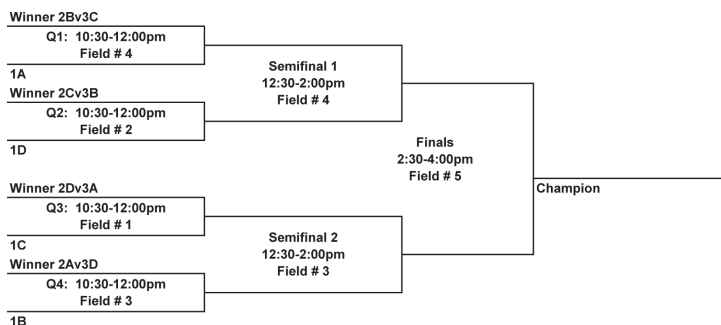 Winner 2Bv3C
Q1: 10:30-12:00pm
Field # 4
1A
Semifinal 1
12:30-2:00pm
Field # 4
Winner 2Cv3B
Q2: 10:30-12:00pm
Field # 2
1D
Finals
2:30-4:00pm
Field # 5
Champion
Winner 2Dv3A
Q3: 10:30-12:00pm
Field # 1
1C
Semifinal 2
12:30-2:00pm
Field # 3
Winner 2Av3D
Q4: 10:30-12:00pm
Field # 3
1B